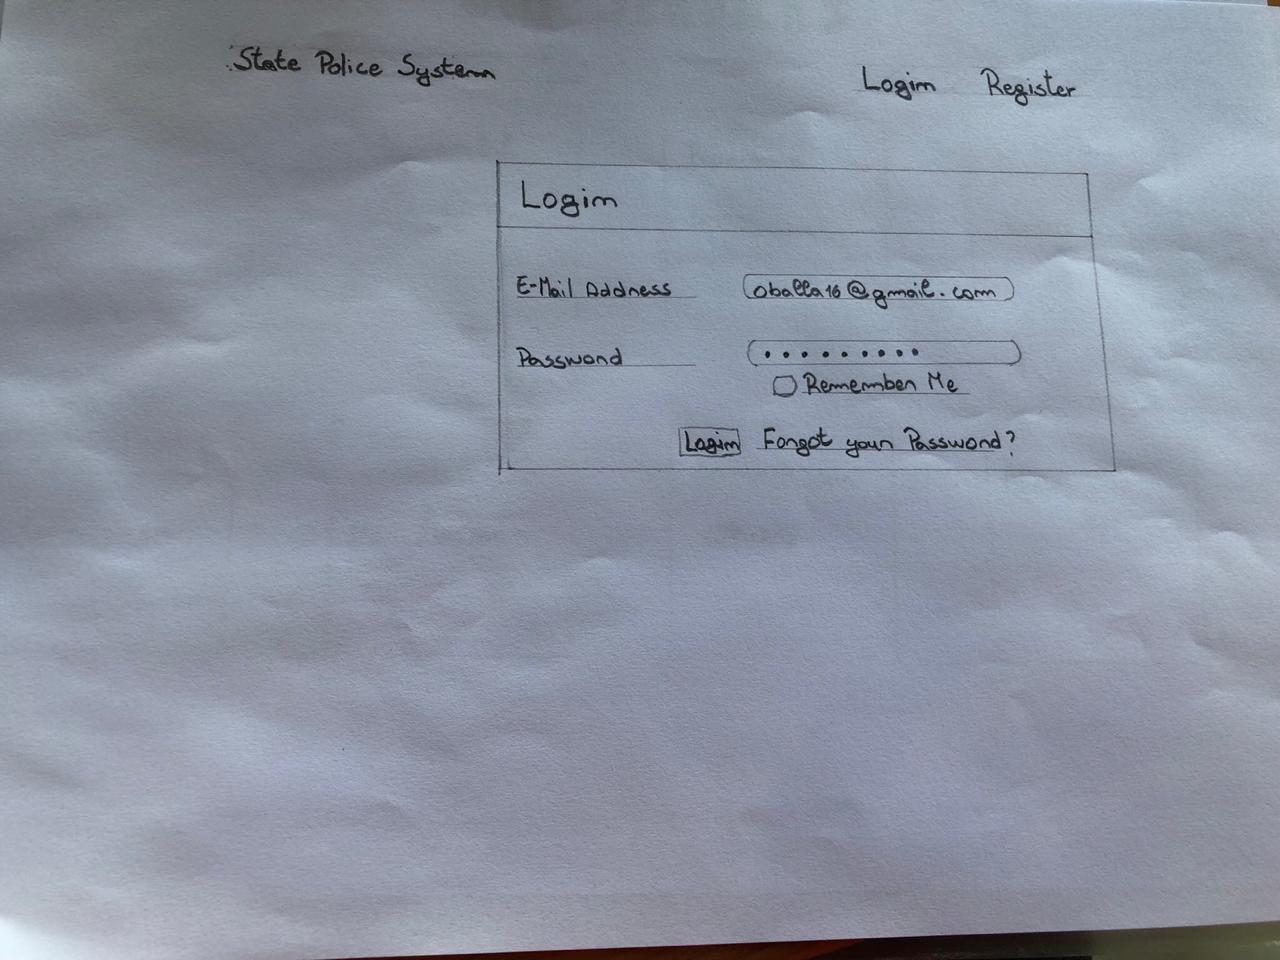 State Police System
Login Register
Login
E-Mail Address oballa16@gmail.com
Password •••••••••
Remember Me
Login Forgot your Password?